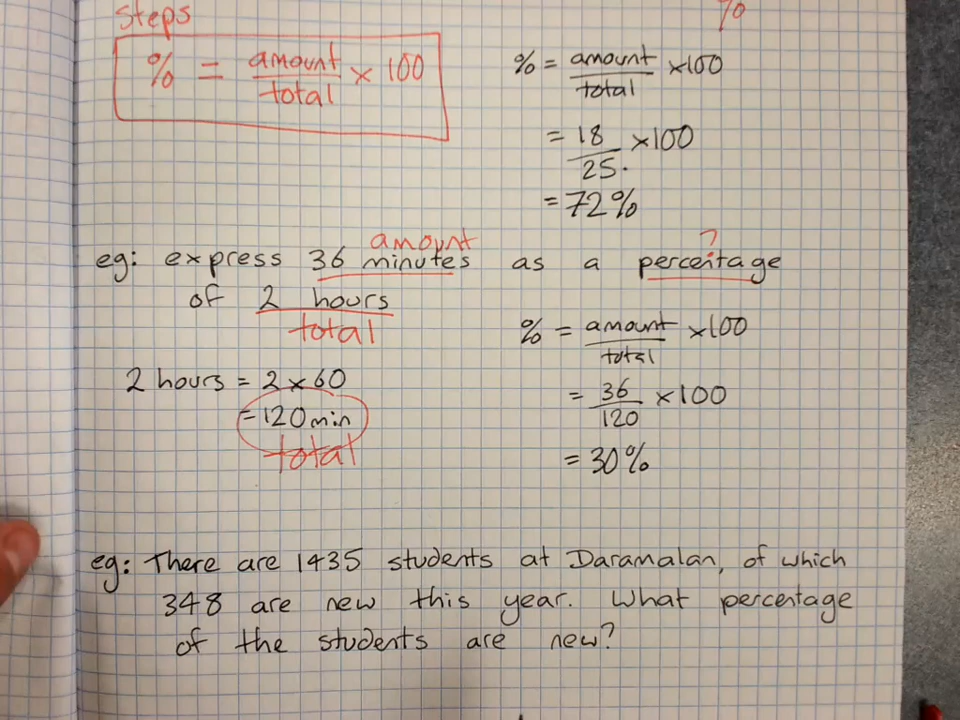 steps
%
% = amount/total × 100
% = amount/total ×100
= 18/25 ×100
= 72%
amount
?
eg: express 36 minutes as a percentage
of 2 hours
total
% = amount/total ×100
2 hours = 2 × 60
= 36/120 ×100
= 120 min
total
= 30%
eg: There are 1435 students at Daramalan, of which
348 are new this year. What percentage
of the students are new?